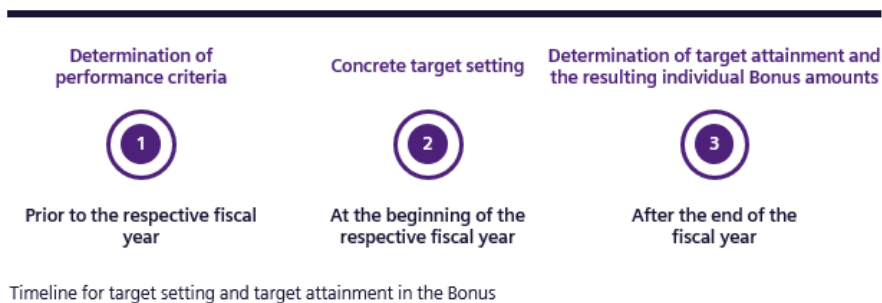 Determination of
performance criteria
Concrete target setting
Determination of target attainment and
the resulting individual Bonus amounts
1
2
3
Prior to the respective fiscal
year
At the beginning of the
respective fiscal year
After the end of the
fiscal year
Timeline for target setting and target attainment in the Bonus